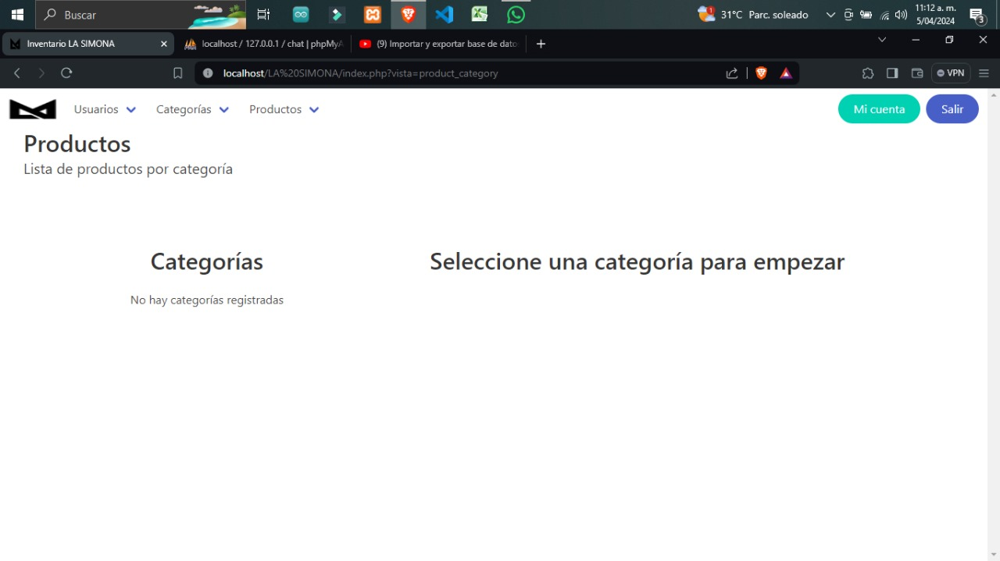 Buscar
31°C Parc. soleado
1
11:12 a. m.
5/04/2024
3
Inventario LA SIMONA
localhost / 127.0.0.1 / chat | phpMyA
(9) Importar y exportar base de dato
localhost/LA%20SIMONA/index.php?vista=product_category
VPN
Usuarios
Categorías
Productos
Mi cuenta
Salir
Productos
Lista de productos por categoría
Categorías
Seleccione una categoría para empezar
No hay categorías registradas